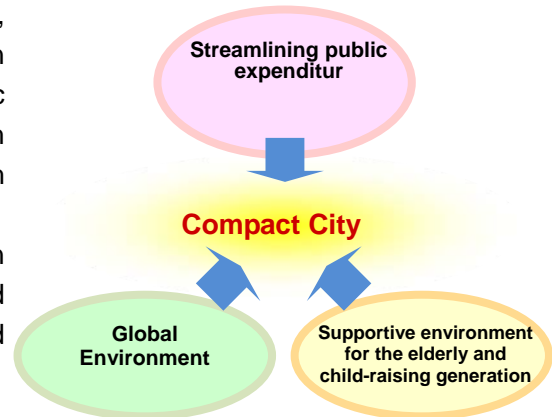 ,
n
c
n
n
n
d
d
Streamlining public
expenditur
Compact City
Global
Environment
Supportive environment
for the elderly and
child-raising generation